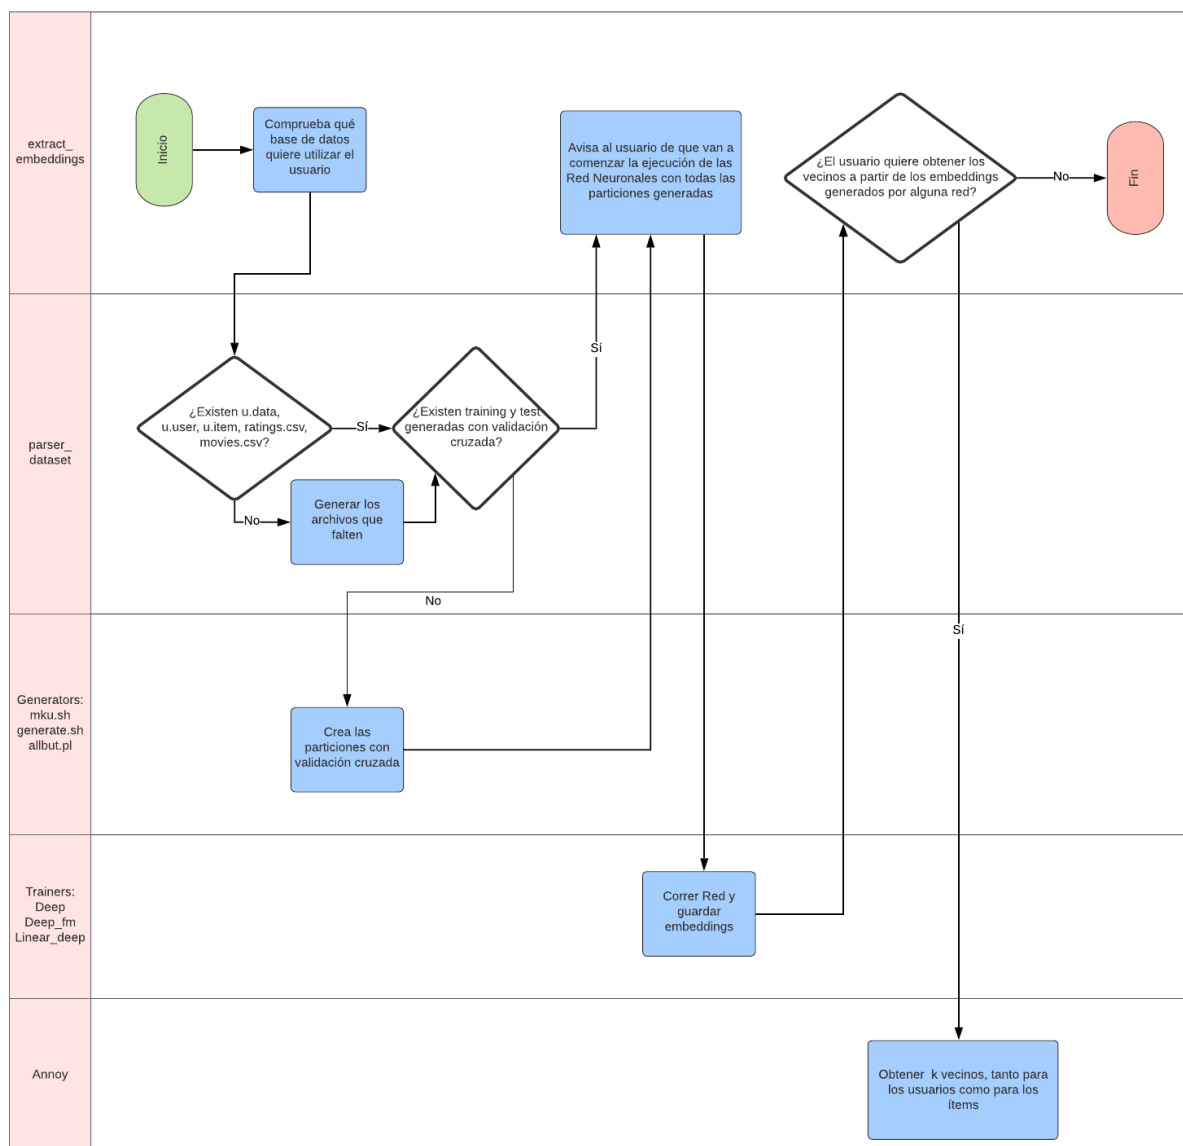 extract_
embeddings
Inicio
Comprueba qué
base de datos
quiere utilizar el
usuario
Avisa al usuario de que van a
comenzar la ejecución de las
Red Neuronales con todas las
particiones generadas
¿El usuario quiere obtener los
vecinos a partir de los embeddings
generados por alguna red?
No
Fin
parser_
dataset
¿Existen u.data,
u.user, u.item, ratings.csv,
movies.csv?
Sí
¿Existen training y test
generadas con validación
cruzada?
Sí
No
Generar los
archivos que
falten
No
Sí
Generators:
mku.sh
generate.sh
allbut.pl
Crea las
particiones con
validación cruzada
Trainers:
Deep
Deep_fm
Linear_deep
Correr Red y
guardar
embeddings
Annoy
Obtener k vecinos, tanto para
los usuarios como para los
ítems